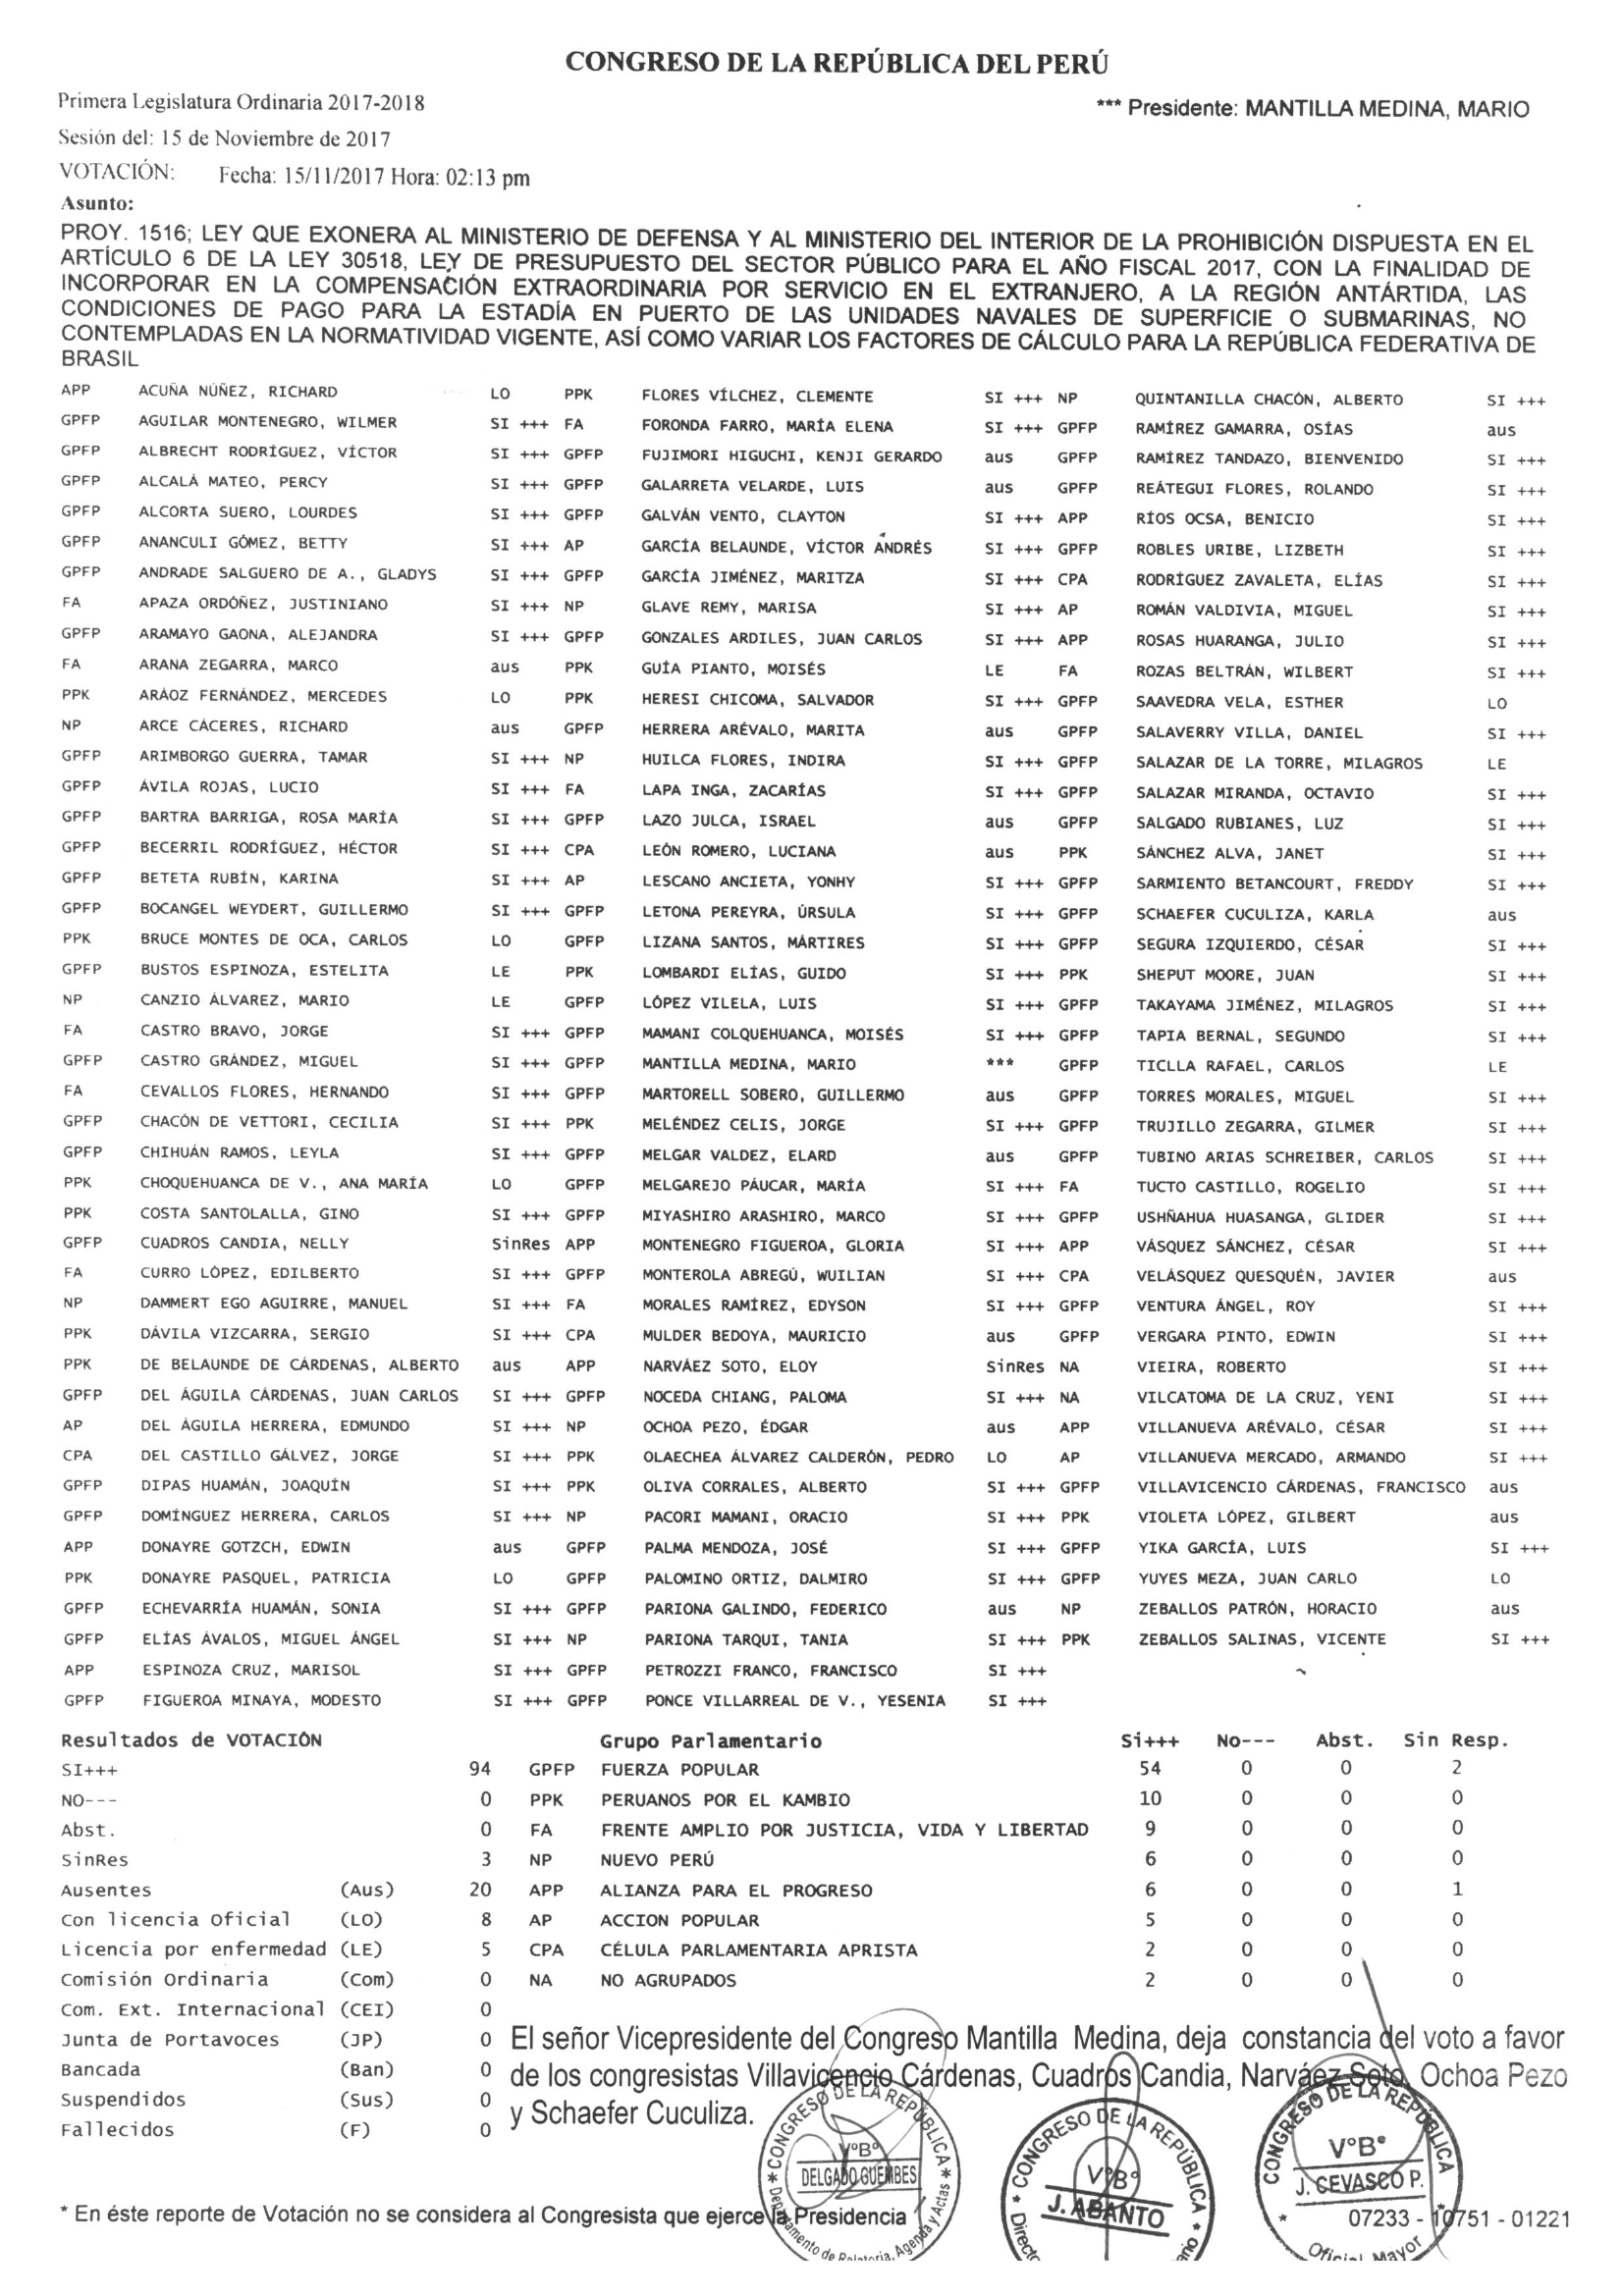 CONGRESO DE LA REPÚBLICA DEL PERÚ
Primera Legislatura Ordinaria 2017-2018
*** Presidente: MANTILLA MEDINA, MARIO
Sesión del: 15 de Noviembre de 2017
VOTACIÓN: Fecha: 15/11/2017 Hora: 02:13 pm
Asunto:
PROY. 1516; LEY QUE EXONERA AL MINISTERIO DE DEFENSA Y AL MINISTERIO DEL INTERIOR DE LA PROHIBICIÓN DISPUESTA EN EL
ARTÍCULO 6 DE LA LEY 30518, LEY DE PRESUPUESTO DEL SECTOR PÚBLICO PARA EL AÑO FISCAL 2017, CON LA FINALIDAD DE
INCORPORAR EN LA COMPENSACIÓN EXTRAORDINARIA POR SERVICIO EN EL EXTRANJERO, A LA REGIÓN ANTÁRTIDA, LAS
CONDICIONES DE PAGO PARA LA ESTADÍA EN PUERTO DE LAS UNIDADES NAVALES DE SUPERFICIE O SUBMARINAS, NO
CONTEMPLADAS EN LA NORMATIVIDAD VIGENTE, ASÍ COMO VARIAR LOS FACTORES DE CÁLCULO PARA LA REPÚBLICA FEDERATIVA DE
BRASIL
APP ACUÑA NÚÑEZ, RICHARD LO PPK FLORES VÍLCHEZ, CLEMENTE SI +++ NP QUINTANILLA CHACÓN, ALBERTO SI +++
GPFP AGUILAR MONTENEGRO, WILMER SI +++ FA FORONDA FARRO, MARÍA ELENA SI +++ GPFP RAMÍREZ GAMARRA, OSÍAS aus
GPFP ALBRECHT RODRÍGUEZ, VÍCTOR SI +++ GPFP FUJIMORI HIGUCHI, KENJI GERARDO aus GPFP RAMÍREZ TANDAZO, BIENVENIDO SI +++
GPFP ALCALÁ MATEO, PERCY SI +++ GPFP GALARRETA VELARDE, LUIS aus GPFP REÁTEGUI FLORES, ROLANDO SI +++
GPFP ALCORTA SUERO, LOURDES SI +++ GPFP GALVÁN VENTO, CLAYTON SI +++ APP RÍOS OCSA, BENICIO SI +++
GPFP ANANCULI GÓMEZ, BETTY SI +++ AP GARCÍA BELAUNDE, VÍCTOR ANDRÉS SI +++ GPFP ROBLES URIBE, LIZBETH SI +++
GPFP ANDRADE SALGUERO DE A., GLADYS SI +++ GPFP GARCÍA JIMÉNEZ, MARITZA SI +++ CPA RODRÍGUEZ ZAVALETA, ELÍAS SI +++
FA APAZA ORDÓÑEZ, JUSTINIANO SI +++ NP GLAVE REMY, MARISA SI +++ AP ROMÁN VALDIVIA, MIGUEL SI +++
GPFP ARAMAYO GAONA, ALEJANDRA SI +++ GPFP GONZALES ARDILES, JUAN CARLOS SI +++ APP ROSAS HUARANGA, JULIO SI +++
FA ARANA ZEGARRA, MARCO aus PPK GUÍA PIANTO, MOISÉS LE FA ROZAS BELTRÁN, WILBERT SI +++
PPK ARÁOZ FERNÁNDEZ, MERCEDES LO PPK HERESI CHICOMA, SALVADOR SI +++ GPFP SAAVEDRA VELA, ESTHER LO
NP ARCE CÁCERES, RICHARD aus GPFP HERRERA ARÉVALO, MARITA aus GPFP SALAVERRY VILLA, DANIEL SI +++
GPFP ARIMBORGO GUERRA, TAMAR SI +++ NP HUILCA FLORES, INDIRA SI +++ GPFP SALAZAR DE LA TORRE, MILAGROS LE
GPFP ÁVILA ROJAS, LUCIO SI +++ FA LAPA INGA, ZACARÍAS SI +++ GPFP SALAZAR MIRANDA, OCTAVIO SI +++
GPFP BARTRA BARRIGA, ROSA MARÍA SI +++ GPFP LAZO JULCA, ISRAEL aus GPFP SALGADO RUBIANES, LUZ SI +++
GPFP BECERRIL RODRÍGUEZ, HÉCTOR SI +++ CPA LEÓN ROMERO, LUCIANA aus PPK SÁNCHEZ ALVA, JANET SI +++
GPFP BETETA RUBÍN, KARINA SI +++ AP LESCANO ANCIETA, YONHY SI +++ GPFP SARMIENTO BETANCOURT, FREDDY SI +++
GPFP BOCANGEL WEYDERT, GUILLERMO SI +++ GPFP LETONA PEREYRA, ÚRSULA SI +++ GPFP SCHAEFER CUCULIZA, KARLA aus
PPK BRUCE MONTES DE OCA, CARLOS LO GPFP LIZANA SANTOS, MÁRTIRES SI +++ GPFP SEGURA IZQUIERDO, CÉSAR SI +++
GPFP BUSTOS ESPINOZA, ESTELITA LE PPK LOMBARDI ELÍAS, GUIDO SI +++ PPK SHEPUT MOORE, JUAN SI +++
NP CANZIO ÁLVAREZ, MARIO LE GPFP LÓPEZ VILELA, LUIS SI +++ GPFP TAKAYAMA JIMÉNEZ, MILAGROS SI +++
FA CASTRO BRAVO, JORGE SI +++ GPFP MAMANI COLQUEHUANCA, MOISÉS SI +++ GPFP TAPIA BERNAL, SEGUNDO SI +++
GPFP CASTRO GRÁNDEZ, MIGUEL SI +++ GPFP MANTILLA MEDINA, MARIO *** GPFP TICLLA RAFAEL, CARLOS LE
FA CEVALLOS FLORES, HERNANDO SI +++ GPFP MARTORELL SOBERO, GUILLERMO aus GPFP TORRES MORALES, MIGUEL SI +++
GPFP CHACÓN DE VETTORI, CECILIA SI +++ PPK MELÉNDEZ CELIS, JORGE SI +++ GPFP TRUJILLO ZEGARRA, GILMER SI +++
GPFP CHIHUÁN RAMOS, LEYLA SI +++ GPFP MELGAR VALDEZ, ELARD aus GPFP TUBINO ARIAS SCHREIBER, CARLOS SI +++
PPK CHOQUEHUANCA DE V., ANA MARÍA LO GPFP MELGAREJO PÁUCAR, MARÍA SI +++ FA TUCTO CASTILLO, ROGELIO SI +++
PPK COSTA SANTOLALLA, GINO SI +++ GPFP MIYASHIRO ARASHIRO, MARCO SI +++ GPFP USHÑAHUA HUASANGA, GLIDER SI +++
GPFP CUADROS CANDIA, NELLY SinRes APP MONTENEGRO FIGUEROA, GLORIA SI +++ APP VÁSQUEZ SÁNCHEZ, CÉSAR SI +++
FA CURRO LÓPEZ, EDILBERTO SI +++ GPFP MONTEROLA ABREGÚ, WUILIAN SI +++ CPA VELÁSQUEZ QUESQUÉN, JAVIER aus
NP DAMMERT EGO AGUIRRE, MANUEL SI +++ FA MORALES RAMÍREZ, EDYSON SI +++ GPFP VENTURA ÁNGEL, ROY SI +++
PPK DÁVILA VIZCARRA, SERGIO SI +++ CPA MULDER BEDOYA, MAURICIO aus GPFP VERGARA PINTO, EDWIN SI +++
PPK DE BELAUNDE DE CÁRDENAS, ALBERTO aus APP NARVÁEZ SOTO, ELOY SinRes NA VIEIRA, ROBERTO SI +++
GPFP DEL ÁGUILA CÁRDENAS, JUAN CARLOS SI +++ GPFP NOCEDA CHIANG, PALOMA SI +++ NA VILCATOMA DE LA CRUZ, YENI SI +++
AP DEL ÁGUILA HERRERA, EDMUNDO SI +++ NP OCHOA PEZO, ÉDGAR aus APP VILLANUEVA ARÉVALO, CÉSAR SI +++
CPA DEL CASTILLO GÁLVEZ, JORGE SI +++ PPK OLAECHEA ÁLVAREZ CALDERÓN, PEDRO LO AP VILLANUEVA MERCADO, ARMANDO SI +++
GPFP DIPAS HUAMÁN, JOAQUÍN SI +++ PPK OLIVA CORRALES, ALBERTO SI +++ GPFP VILLAVICENCIO CÁRDENAS, FRANCISCO aus
GPFP DOMÍNGUEZ HERRERA, CARLOS SI +++ NP PACORI MAMANI, ORACIO SI +++ PPK VIOLETA LÓPEZ, GILBERT aus
APP DONAYRE GOTZCH, EDWIN aus GPFP PALMA MENDOZA, JOSÉ SI +++ GPFP YIKA GARCÍA, LUIS SI +++
PPK DONAYRE PASQUEL, PATRICIA LO GPFP PALOMINO ORTIZ, DALMIRO SI +++ GPFP YUYES MEZA, JUAN CARLO LO
GPFP ECHEVARRÍA HUAMÁN, SONIA SI +++ GPFP PARIONA GALINDO, FEDERICO aus NP ZEBALLOS PATRÓN, HORACIO aus
GPFP ELÍAS ÁVALOS, MIGUEL ÁNGEL SI +++ NP PARIONA TARQUI, TANIA SI +++ PPK ZEBALLOS SALINAS, VICENTE SI +++
APP ESPINOZA CRUZ, MARISOL SI +++ GPFP PETROZZI FRANCO, FRANCISCO SI +++
GPFP FIGUEROA MINAYA, MODESTO SI +++ GPFP PONCE VILLARREAL DE V., YESENIA SI +++
Resultados de VOTACIÓN Grupo Parlamentario Si+++ No--- Abst. Sin Resp.
SI+++ 94 GPFP FUERZA POPULAR 54 0 0 2
NO--- 0 PPK PERUANOS POR EL KAMBIO 10 0 0 0
Abst. 0 FA FRENTE AMPLIO POR JUSTICIA, VIDA Y LIBERTAD 9 0 0 0
SinRes 3 NP NUEVO PERÚ 6 0 0 0
Ausentes (Aus) 20 APP ALIANZA PARA EL PROGRESO 6 0 0 1
Con licencia Oficial (LO) 8 AP ACCION POPULAR 5 0 0 0
Licencia por enfermedad (LE) 5 CPA CÉLULA PARLAMENTARIA APRISTA 2 0 0 0
Comisión Ordinaria (Com) 0 NA NO AGRUPADOS 2 0 0 0
Com. Ext. Internacional (CEI) 0
Junta de Portavoces (JP) 0
Bancada (Ban) 0
Suspendidos (Sus) 0
Fallecidos (F) 0
El señor Vicepresidente del Congreso Mantilla Medina, deja constancia del voto a favor
de los congresistas Villavicencio Cárdenas, Cuadros Candia, Narváez Soto, Ochoa Pezo
y Schaefer Cuculiza.
CONGRESO DE LA REPÚBLICA
V°B°
DELGADO GUEMBES
Departamento de Relatoría, Agenda y Actas
CONGRESO DE LA REPÚBLICA
V°B°
J. ABANTO
CONGRESO DE LA REPÚBLICA
V°B°
J. CEVASCO P.
Oficial Mayor
* En éste reporte de Votación no se considera al Congresista que ejerce la Presidencia
07233 - 10751 - 01221